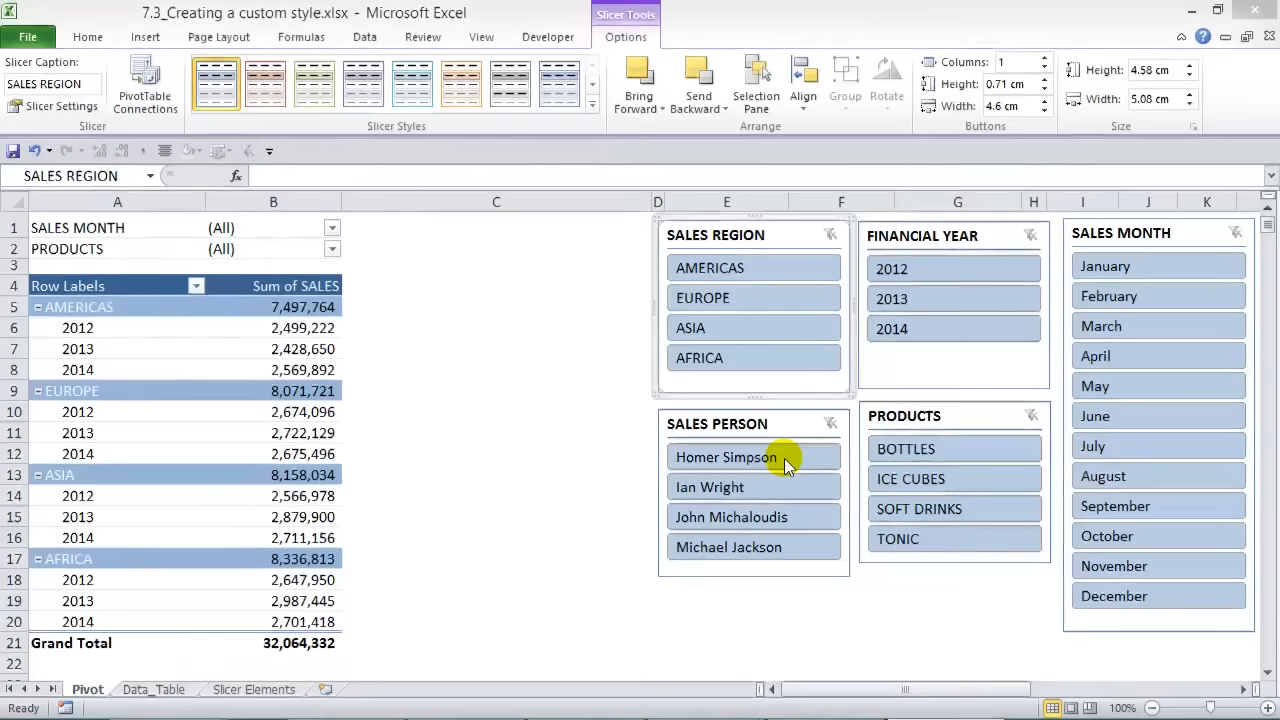 7.3_Creating a custom style.xlsx - Microsoft Excel
Slicer Tools
File Home Insert Page Layout Formulas Data Review View Developer Options
Slicer Caption:
SALES REGION
Slicer Settings
PivotTable
Connections
Bring
Forward
Send
Backward
Selection
Pane
Align
Group
Rotate
Columns: 1
Height: 0.71 cm
Width: 4.6 cm
Height: 4.58 cm
Width: 5.08 cm
Slicer Slicer Styles Arrange Buttons Size
SALES REGION fx
A B C D E F G H I J K
1 SALES MONTH (All)
2 PRODUCTS (All)
3
4 Row Labels Sum of SALES
5 AMERICAS 7,497,764
6 2012 2,499,222
7 2013 2,428,650
8 2014 2,569,892
9 EUROPE 8,071,721
10 2012 2,674,096
11 2013 2,722,129
12 2014 2,675,496
13 ASIA 8,158,034
14 2012 2,566,978
15 2013 2,879,900
16 2014 2,711,156
17 AFRICA 8,336,813
18 2012 2,647,950
19 2013 2,987,445
20 2014 2,701,418
21 Grand Total 32,064,332
22
SALES REGION
AMERICAS
EUROPE
ASIA
AFRICA
FINANCIAL YEAR
2012
2013
2014
SALES PERSON
Homer Simpson
Ian Wright
John Michaloudis
Michael Jackson
PRODUCTS
BOTTLES
ICE CUBES
SOFT DRINKS
TONIC
SALES MONTH
January
February
March
April
May
June
July
August
September
October
November
December
Pivot Data_Table Slicer Elements
Ready 100%